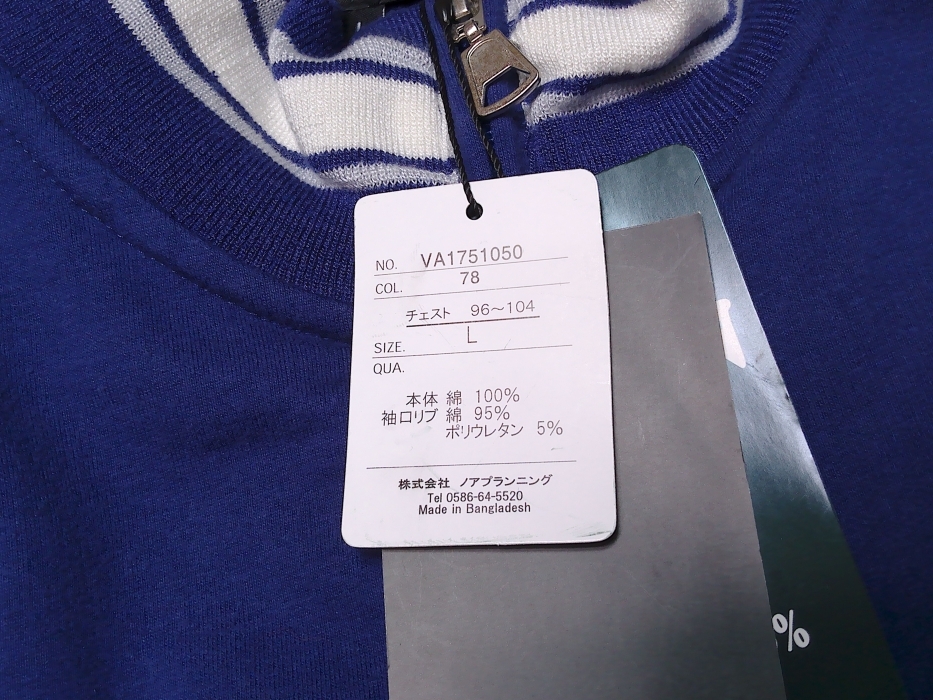 NO. VA1751050
COL. 78
チェスト 96～104
SIZE. L
QUA.
本体 綿 100%
袖口リブ 綿 95%
ポリウレタン 5%
株式会社 ノアプランニング
Tel 0586-64-5520
Made in Bangladesh
%